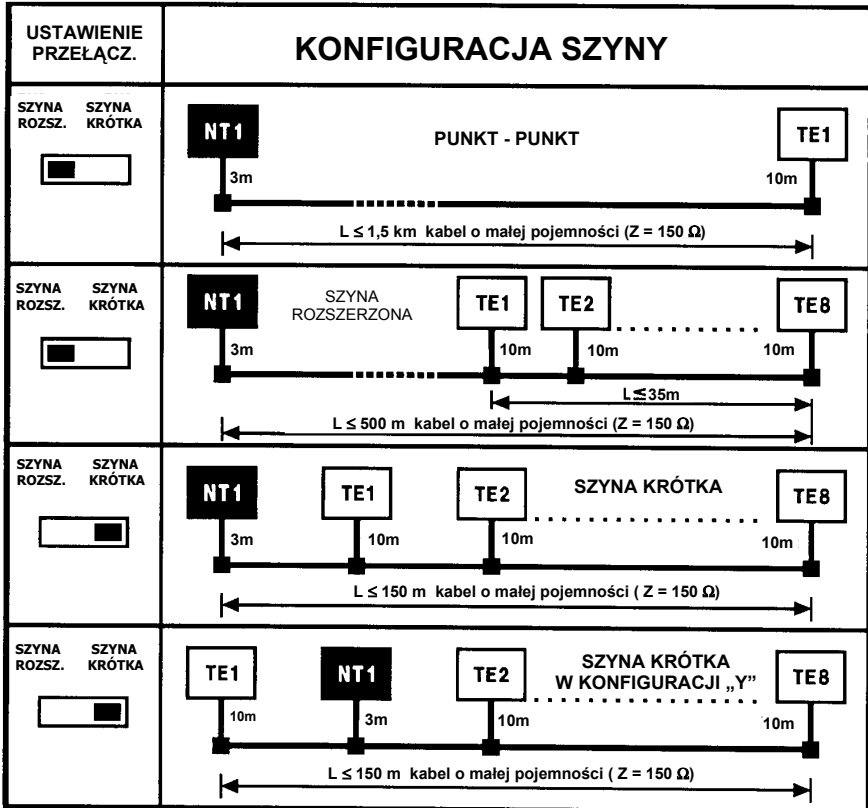 USTAWIENIE
PRZEŁĄCZ.
KONFIGURACJA SZYNY
SZYNA SZYNA
ROZSZ. KRÓTKA
NT1
PUNKT - PUNKT
TE1
3m
10m
L ≤ 1,5 km kabel o małej pojemności (Z = 150 Ω)
SZYNA SZYNA
ROZSZ. KRÓTKA
NT1
SZYNA
ROZSZERZONA
TE1
TE2
TE8
3m
10m
10m
10m
L≤35m
L ≤ 500 m kabel o małej pojemności (Z = 150 Ω)
SZYNA SZYNA
ROZSZ. KRÓTKA
NT1
TE1
TE2
SZYNA KRÓTKA
TE8
3m
10m
10m
10m
L ≤ 150 m kabel o małej pojemności ( Z = 150 Ω)
SZYNA SZYNA
ROZSZ. KRÓTKA
TE1
NT1
TE2
SZYNA KRÓTKA
W KONFIGURACJI „Y”
TE8
10m
3m
10m
10m
L ≤ 150 m kabel o małej pojemności ( Z = 150 Ω)